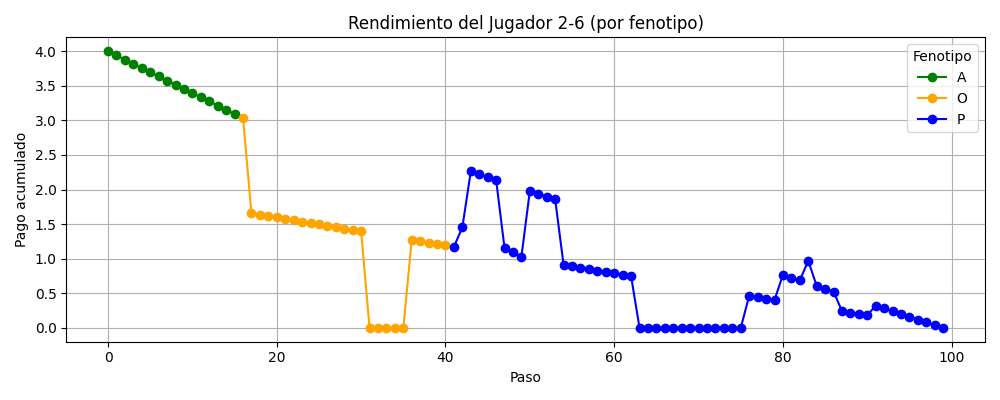 Rendimiento del Jugador 2-6 (por fenotipo)
Pago acumulado
4.0
3.5
3.0
2.5
2.0
1.5
1.0
0.5
0.0
Fenotipo
A
O
P
0 20 40 60 80 100
Paso